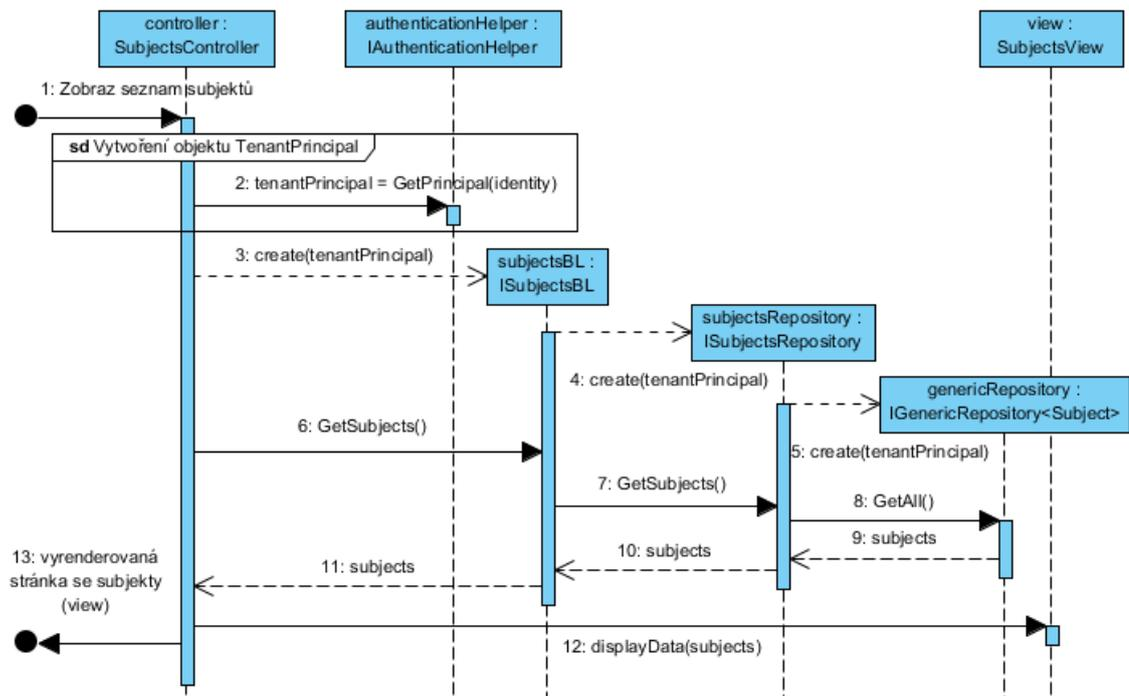 controller :
SubjectsController
authenticationHelper :
IAuthenticationHelper
view :
SubjectsView
1: Zobraz seznam subjektů
sd Vytvoření objektu TenantPrincipal
2: tenantPrincipal = GetPrincipal(identity)
3: create(tenantPrincipal)
subjectsBL :
ISubjectsBL
subjectsRepository :
ISubjectsRepository
4: create(tenantPrincipal)
genericRepository :
IGenericRepository<Subject>
6: GetSubjects()
5: create(tenantPrincipal)
7: GetSubjects()
8: GetAll()
9: subjects
10: subjects
11: subjects
13: vyrenderovaná
stránka se subjekty
(view)
12: displayData(subjects)